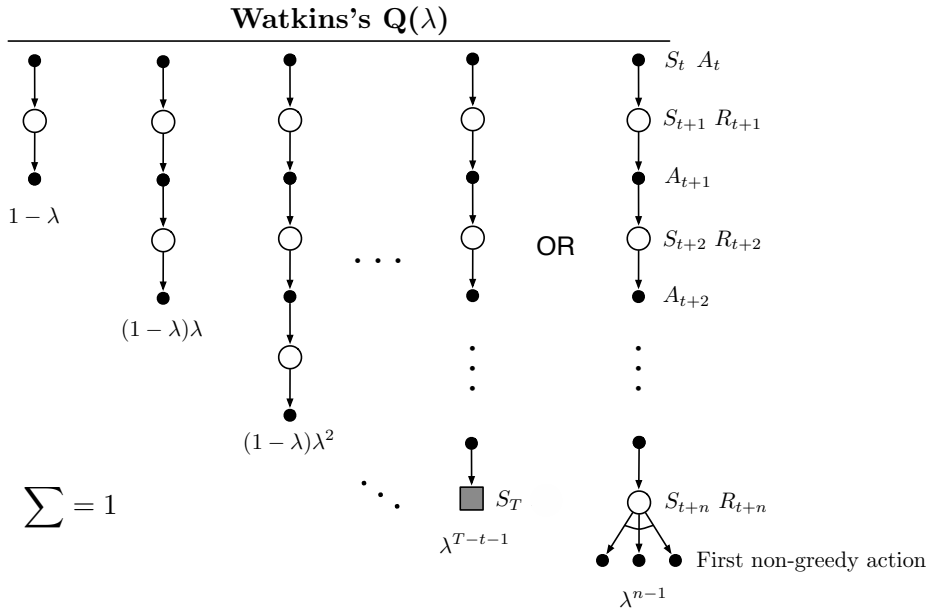 Watkins's Q(λ)
S_t A_t
S_{t+1} R_{t+1}
A_{t+1}
1 − λ
S_{t+2} R_{t+2}
OR
A_{t+2}
(1 − λ)λ
(1 − λ)λ^2
∑ = 1
S_T
S_{t+n} R_{t+n}
λ^{T−t−1}
First non-greedy action
λ^{n−1}